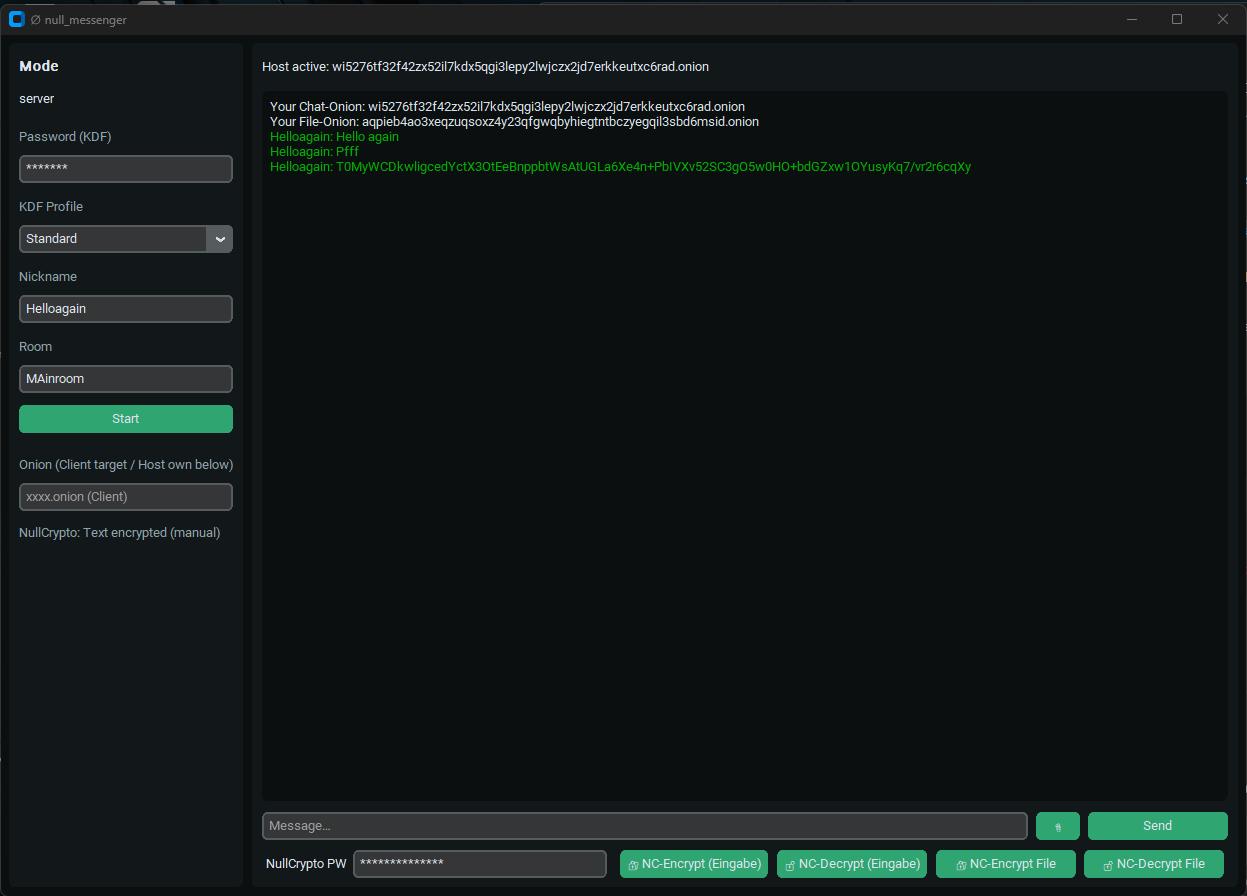 ∅ null_messenger
Mode
server
Password (KDF)
*******
KDF Profile
Standard
Nickname
Helloagain
Room
MAinroom
Start
Onion (Client target / Host own below)
xxxx.onion (Client)
NullCrypto: Text encrypted (manual)
Host active: wi5276tf32f42zx52il7kdx5qgi3lepy2lwjczx2jd7erkkeutxc6rad.onion
Your Chat-Onion: wi5276tf32f42zx52il7kdx5qgi3lepy2lwjczx2jd7erkkeutxc6rad.onion
Your File-Onion: aqpieb4ao3xeqzuqsoxz4y23qfgwqbyhiegtntbczyegqil3sbd6msid.onion
Helloagain: Hello again
Helloagain: Pfff
Helloagain: T0MyWCDkwligcedYctX3OtEeBnppbtWsAtUGLa6Xe4n+PbIVXv52SC3gO5w0HO+bdGZxw1OYusyKq7/vr2r6cqXy
Message…
Send
NullCrypto PW
**************
NC-Encrypt (Eingabe)
NC-Decrypt (Eingabe)
NC-Encrypt File
NC-Decrypt File